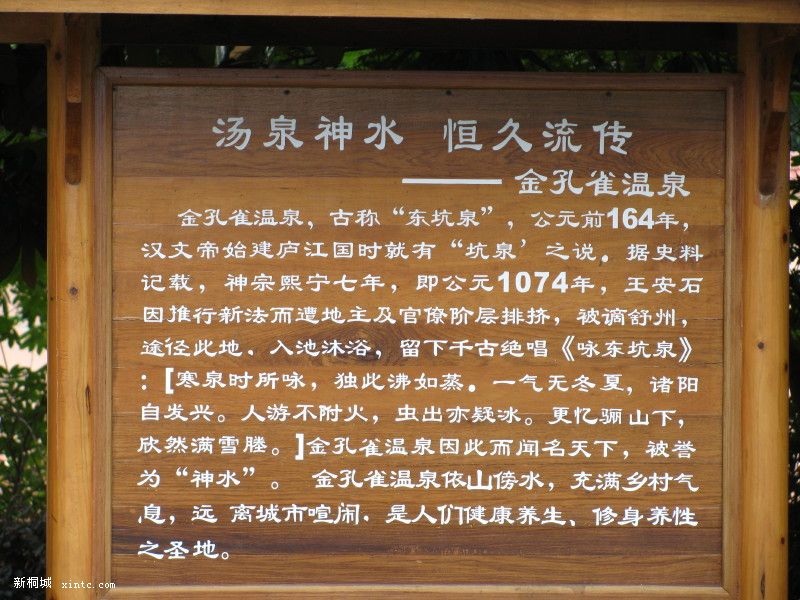 汤泉神水 恒久流传
——金孔雀温泉
金孔雀温泉，古称“东坑泉”，公元前164年，
汉文帝始建庐江国时就有“坑泉’之说。据史料
记载，神宗熙宁七年，即公元1074年，王安石
因推行新法而遭地主及官僚阶层排挤，被谪舒州，
途径此地、入池沐浴，留下千古绝唱《咏东坑泉》
：[寒泉时所咏，独此沸如蒸。一气无冬夏，诸阳
自发兴。人游不附火，虫出亦疑冰。更忆骊山下，
欣然满雪塍。]金孔雀温泉因此而闻名天下，被誉
为“神水”。 金孔雀温泉依山傍水，充满乡村气
息，远 离城市喧闹．是人们健康养生、修身养性
之圣地。
新桐城 xintc.com